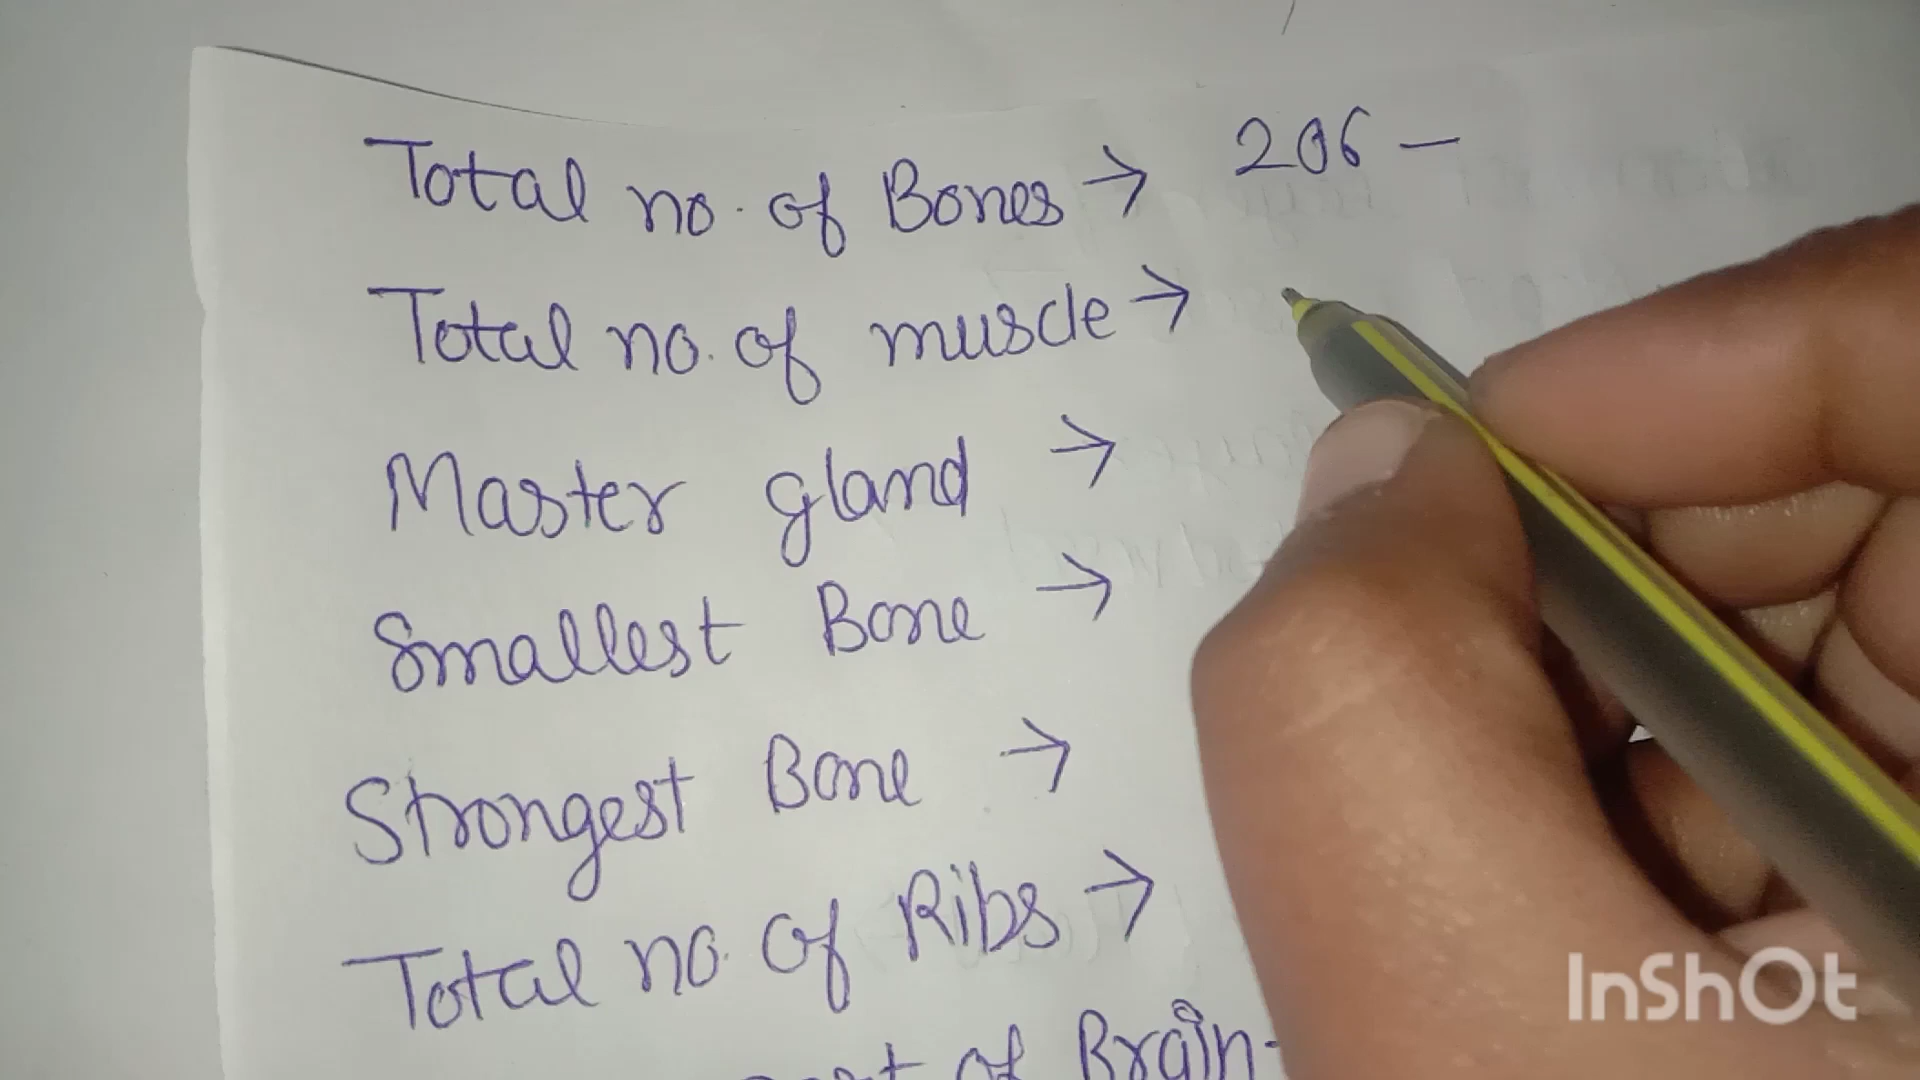 Total no. of Bones → 206 —
Total no. of muscle →
Master gland →
Smallest Bone →
Strongest Bone →
Total no. of Ribs →
of Brain-
InShOt